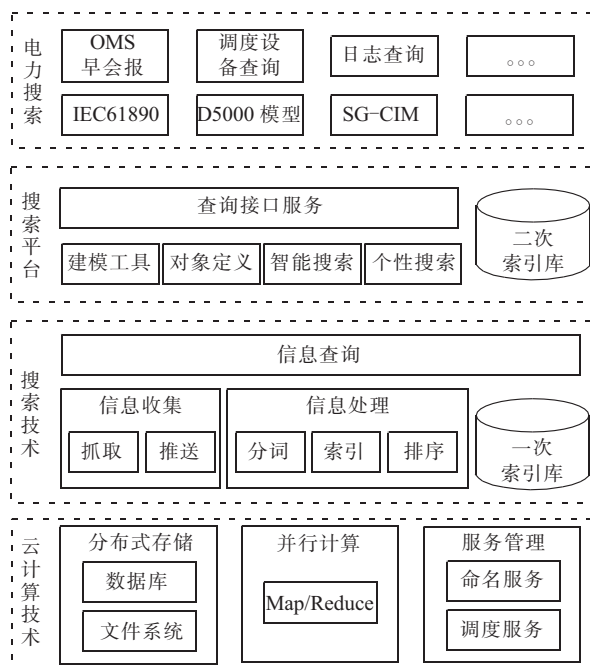 电力搜索
OMS
早会报
调度设
备查询
日志查询
。。。
IEC61890
D5000 模型
SG-CIM
。。。
搜索平台
查询接口服务
建模工具
对象定义
智能搜索
个性搜索
二次
索引库
搜索技术
信息查询
信息收集
抓取
推送
信息处理
分词
索引
排序
一次
索引库
云计算技术
分布式存储
数据库
文件系统
并行计算
Map/Reduce
服务管理
命名服务
调度服务